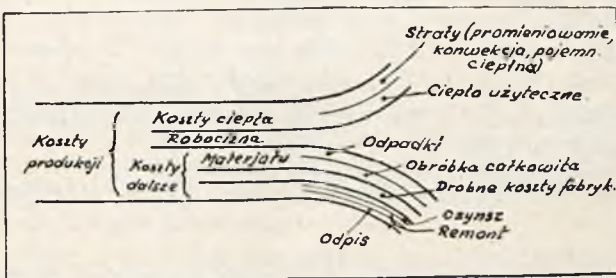 Straty (promieniowanie,
konwekcja, pojemn.
cieplna)
Ciepło użyteczne
Koszty ciepła
Robocizna
Odpadki
Koszty
produkcji
Koszty
dalsze
Materjału
Obróbka całkowita
Drobne koszty fabryk.
Czynsz
Remont
Odpis